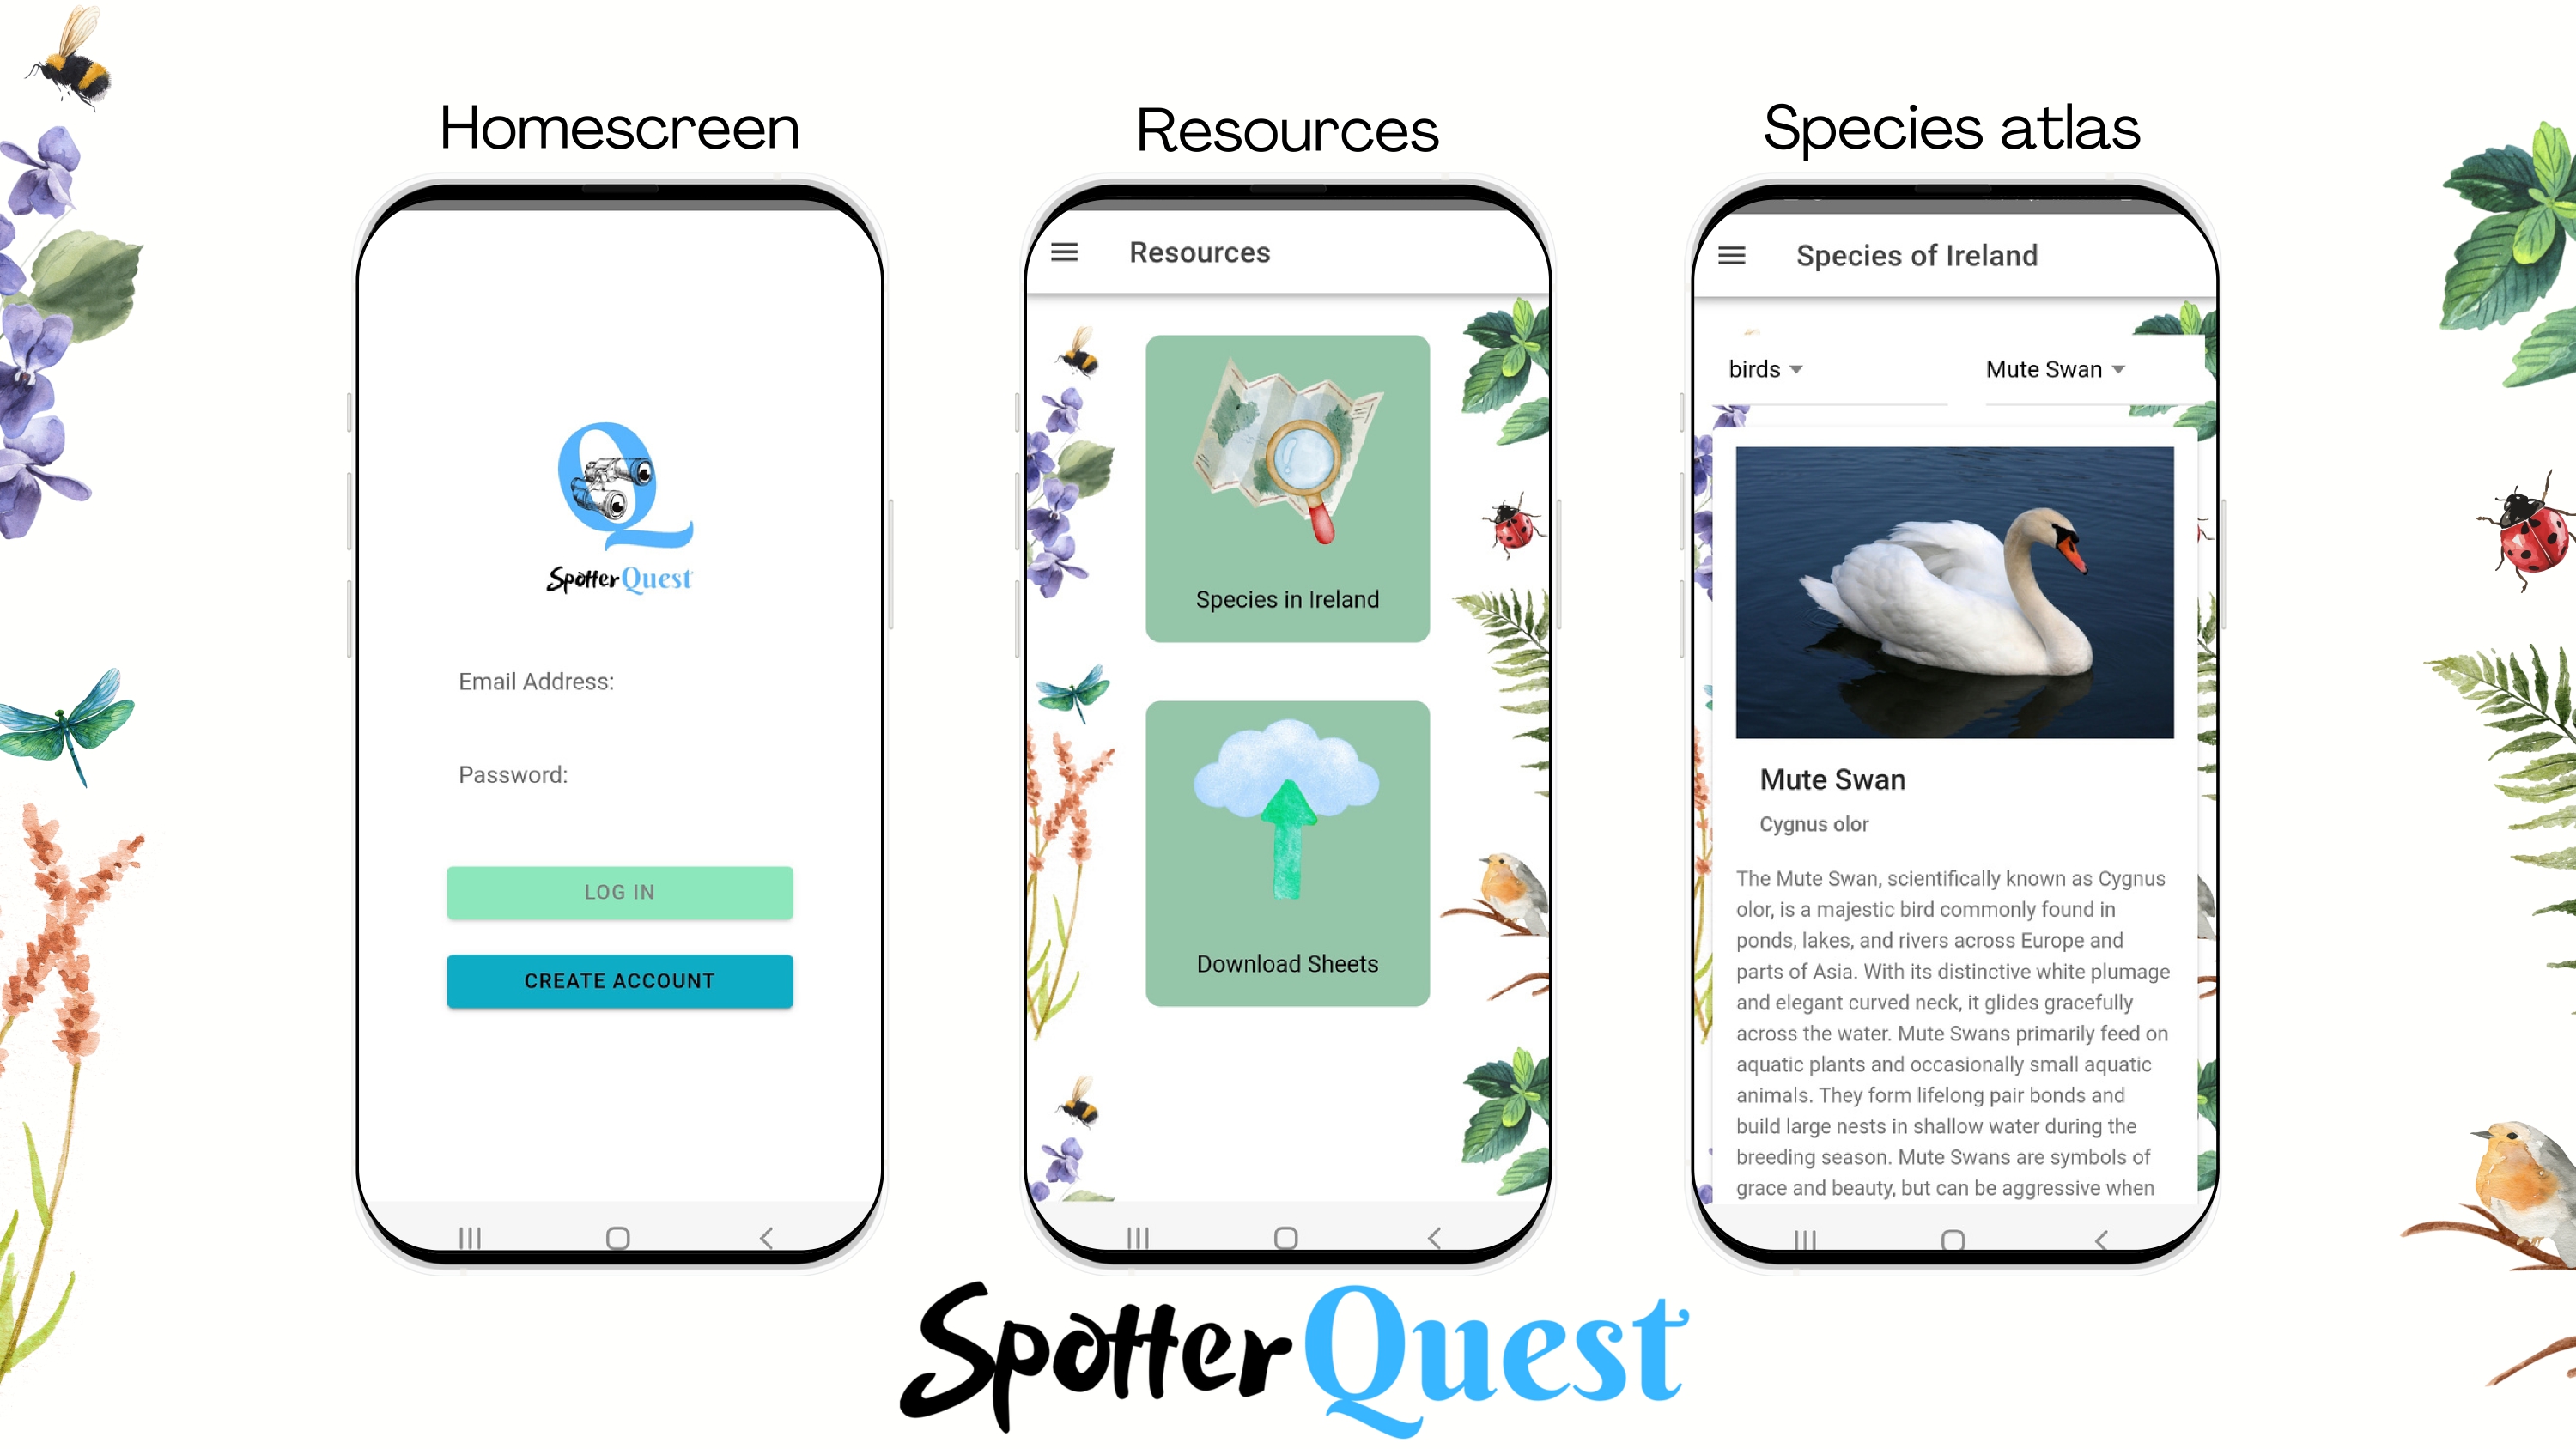 Homescreen
Resources
Species atlas
SpotterQuest
Email Address:
Password:
LOG IN
CREATE ACCOUNT
Resources
Species in Ireland
Download Sheets
Species of Ireland
birds
Mute Swan
Mute Swan
Cygnus olor
The Mute Swan, scientifically known as Cygnus
olor, is a majestic bird commonly found in
ponds, lakes, and rivers across Europe and
parts of Asia. With its distinctive white plumage
and elegant curved neck, it glides gracefully
across the water. Mute Swans primarily feed on
aquatic plants and occasionally small aquatic
animals. They form lifelong pair bonds and
build large nests in shallow water during the
breeding season. Mute Swans are symbols of
grace and beauty, but can be aggressive when
SpotterQuest